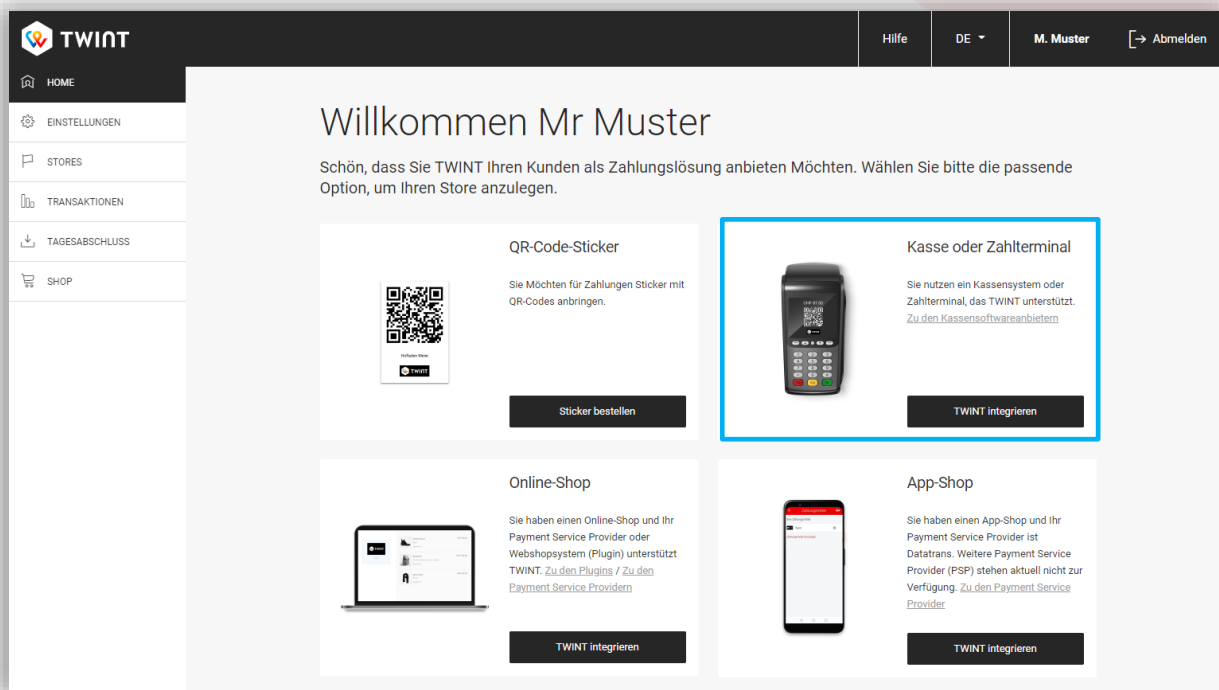 TWINT
Hilfe
DE
M. Muster
Abmelden
HOME
EINSTELLUNGEN
STORES
TRANSAKTIONEN
TAGESABSCHLUSS
SHOP
Willkommen Mr Muster
Schön, dass Sie TWINT Ihren Kunden als Zahlungslösung anbieten Möchten. Wählen Sie bitte die passende
Option, um Ihren Store anzulegen.
QR-Code-Sticker
Sie Möchten für Zahlungen Sticker mit
QR-Codes anbringen.
TWINT
Sticker bestellen
Kasse oder Zahlterminal
Sie nutzen ein Kassensystem oder
Zahlterminal, das TWINT unterstützt.
Zu den Kassensoftwareanbietern
TWINT integrieren
Online-Shop
Sie haben einen Online-Shop und Ihr
Payment Service Provider oder
Webshopsystem (Plugin) unterstützt
TWINT. Zu den Plugins / Zu den
Payment Service Providern
TWINT integrieren
App-Shop
Sie haben einen App-Shop und Ihr
Payment Service Provider ist
Datatrans. Weitere Payment Service
Provider (PSP) stehen aktuell nicht zur
Verfügung. Zu den Payment Service
Provider
TWINT integrieren